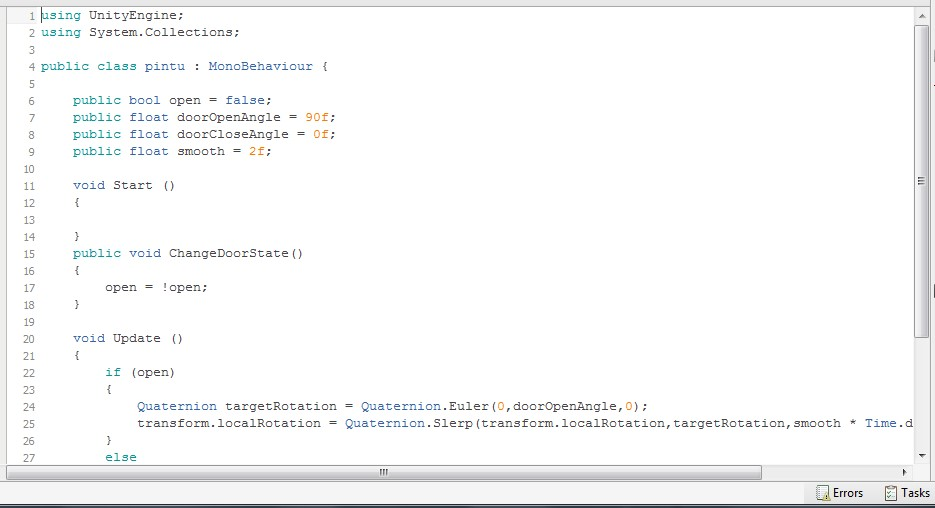 1 using UnityEngine;
2 using System.Collections;
3
4 public class pintu : MonoBehaviour {
5
6 public bool open = false;
7 public float doorOpenAngle = 90f;
8 public float doorCloseAngle = 0f;
9 public float smooth = 2f;
10
11 void Start ()
12 {
13
14 }
15 public void ChangeDoorState()
16 {
17 open = !open;
18 }
19
20 void Update ()
21 {
22 if (open)
23 {
24 Quaternion targetRotation = Quaternion.Euler(0,doorOpenAngle,0);
25 transform.localRotation = Quaternion.Slerp(transform.localRotation,targetRotation,smooth * Time.d
26 }
27 else
Errors Tasks